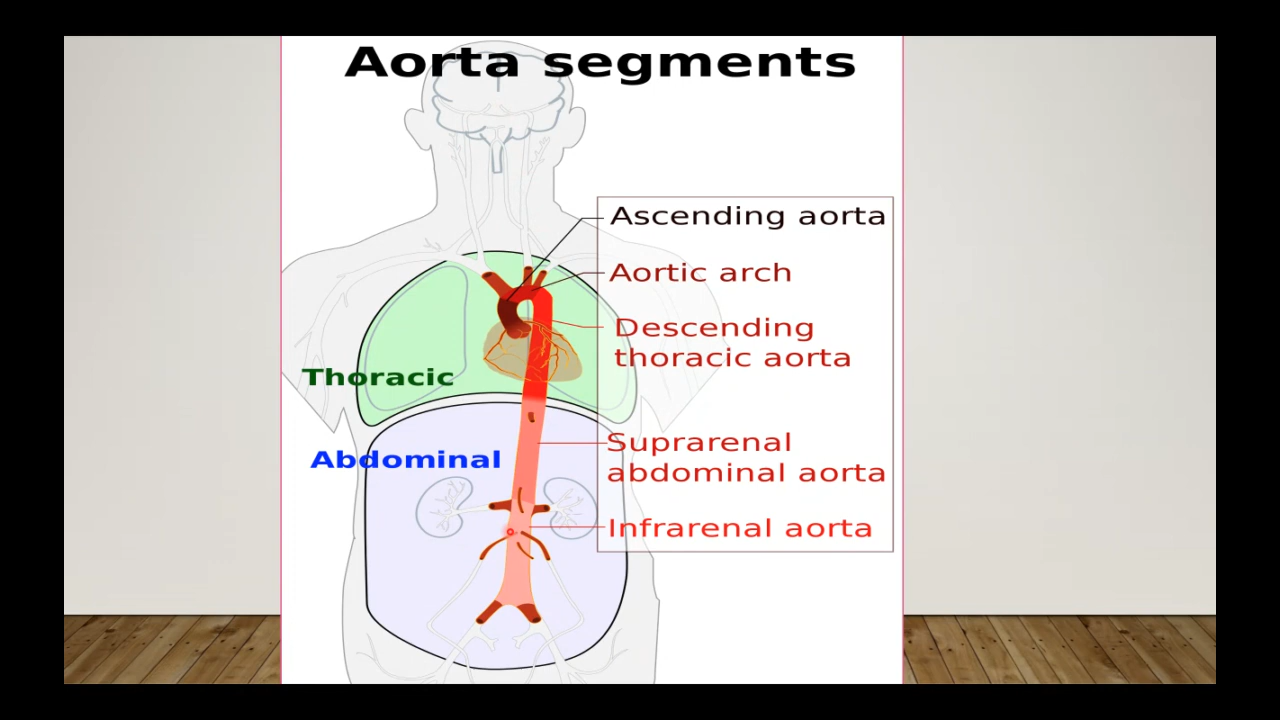 Aorta segments
Ascending aorta
Aortic arch
Descending
thoracic aorta
Thoracic
Suprarenal
abdominal aorta
Abdominal
Infrarenal aorta